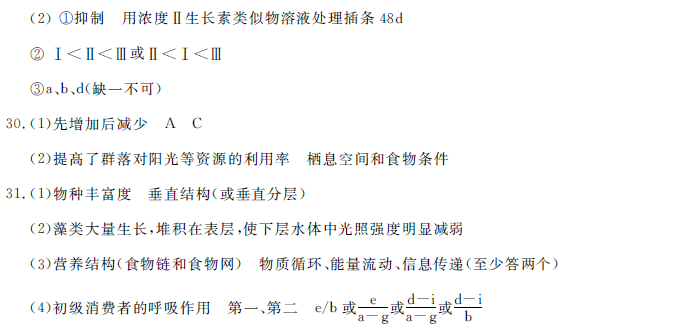 (2) ①抑制 用浓度Ⅱ生长素类似物溶液处理插条 48d
② Ⅰ<Ⅱ<Ⅲ或Ⅱ<Ⅰ<Ⅲ
③a、b、d(缺一不可)
30.(1)先增加后减少 A C
(2)提高了群落对阳光等资源的利用率 栖息空间和食物条件
31.(1)物种丰富度 垂直结构(或垂直分层)
(2)藻类大量生长,堆积在表层,使下层水体中光照强度明显减弱
(3)营养结构(食物链和食物网) 物质循环、能量流动、信息传递(至少答两个)
(4)初级消费者的呼吸作用 第一、第二 e/b 或 e/(a-g) 或 (d-i)/(a-g) 或 (d-i)/b